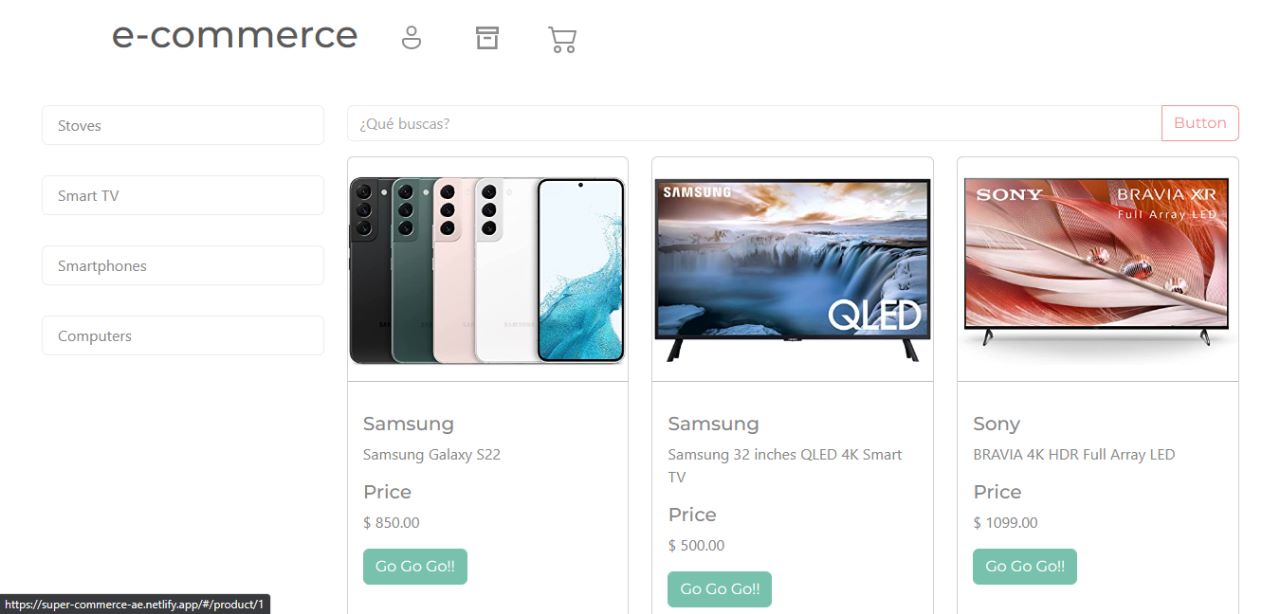 e-commerce
Stoves
Smart TV
Smartphones
Computers
¿Qué buscas?
Button
SAMSUNG
QLED
SONY
BRAVIA XR
Full Array LED
Samsung
Samsung Galaxy S22
Price
$ 850.00
Go Go Go!!
Samsung
Samsung 32 inches QLED 4K Smart
TV
Price
$ 500.00
Go Go Go!!
Sony
BRAVIA 4K HDR Full Array LED
Price
$ 1099.00
Go Go Go!!
https://super-commerce-ae.netlify.app/#/product/1